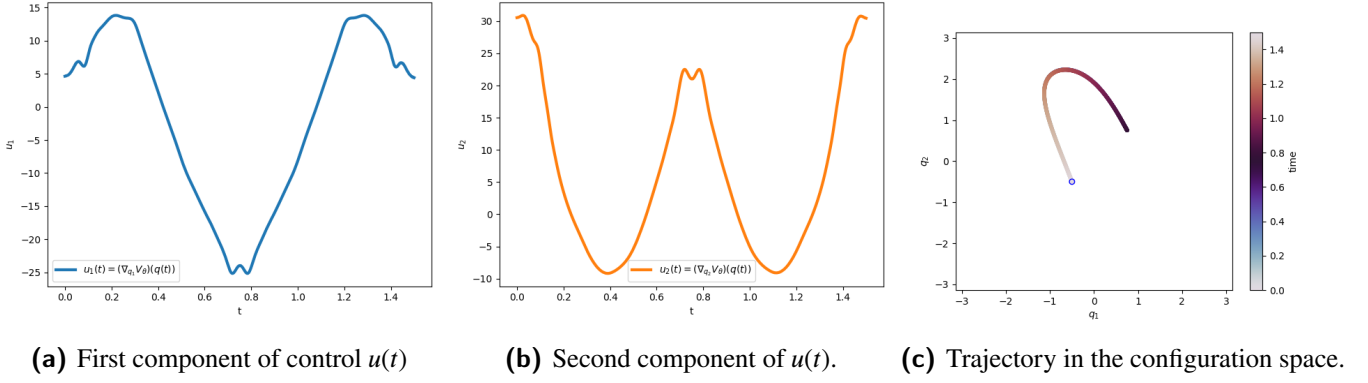 15
10
5
0
−5
−10
−15
−20
−25
u₁
u₁(t) = (∇q₁Vθ)(q(t))
0.0 0.2 0.4 0.6 0.8 1.0 1.2 1.4
t
30
25
20
15
10
5
0
−5
−10
u₂
u₂(t) = (∇q₂Vθ)(q(t))
0.0 0.2 0.4 0.6 0.8 1.0 1.2 1.4
t
3
2
1
0
−1
−2
−3
q₂
−3 −2 −1 0 1 2 3
q₁
1.4
1.2
1.0
0.8
0.6
0.4
0.2
0.0
time
(a) First component of control u(t)
(b) Second component of u(t).
(c) Trajectory in the configuration space.